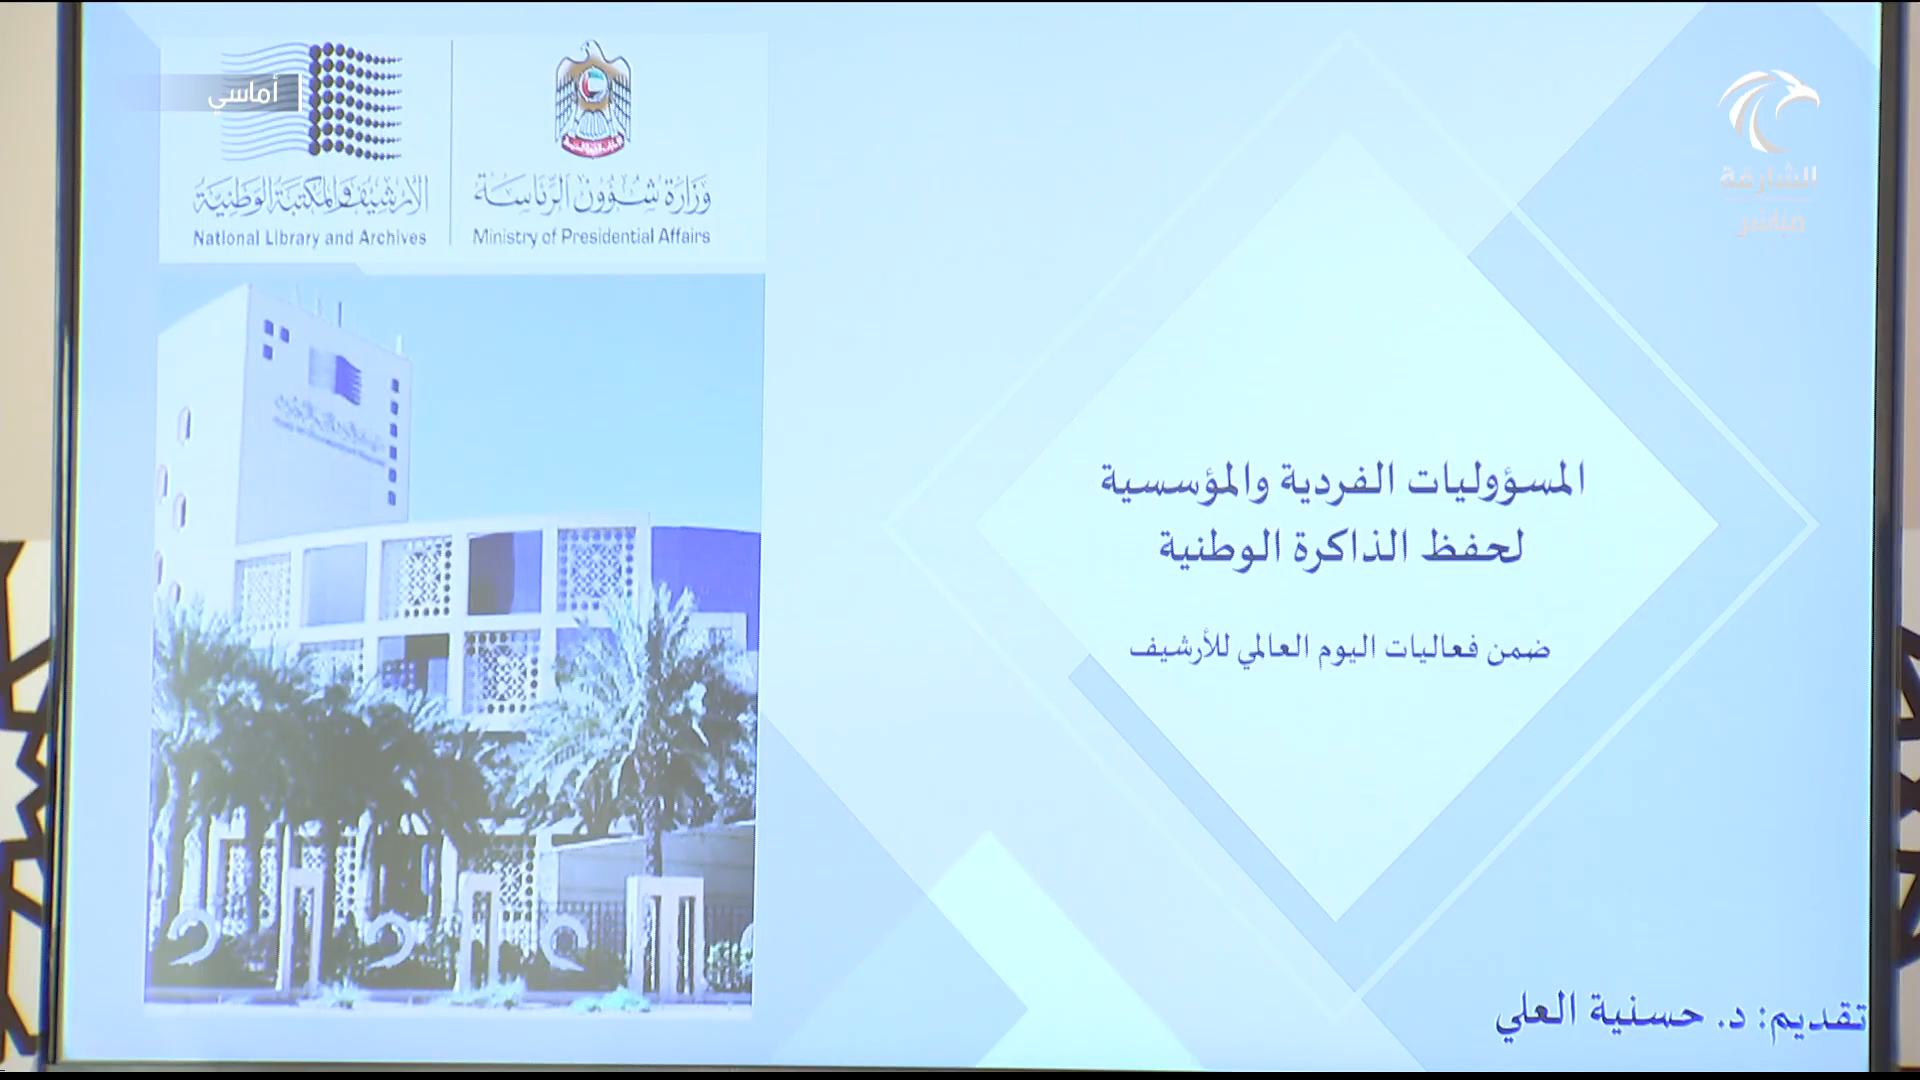 أماسي
الشارقة
مباشر
وزارة شؤون الرئاسة
Ministry of Presidential Affairs
الأرشيف والمكتبة الوطنية
National Library and Archives
المسؤوليات الفردية والمؤسسية
لحفظ الذاكرة الوطنية
ضمن فعاليات اليوم العالمي للأرشيف
تقديم: د. حسنية العلي